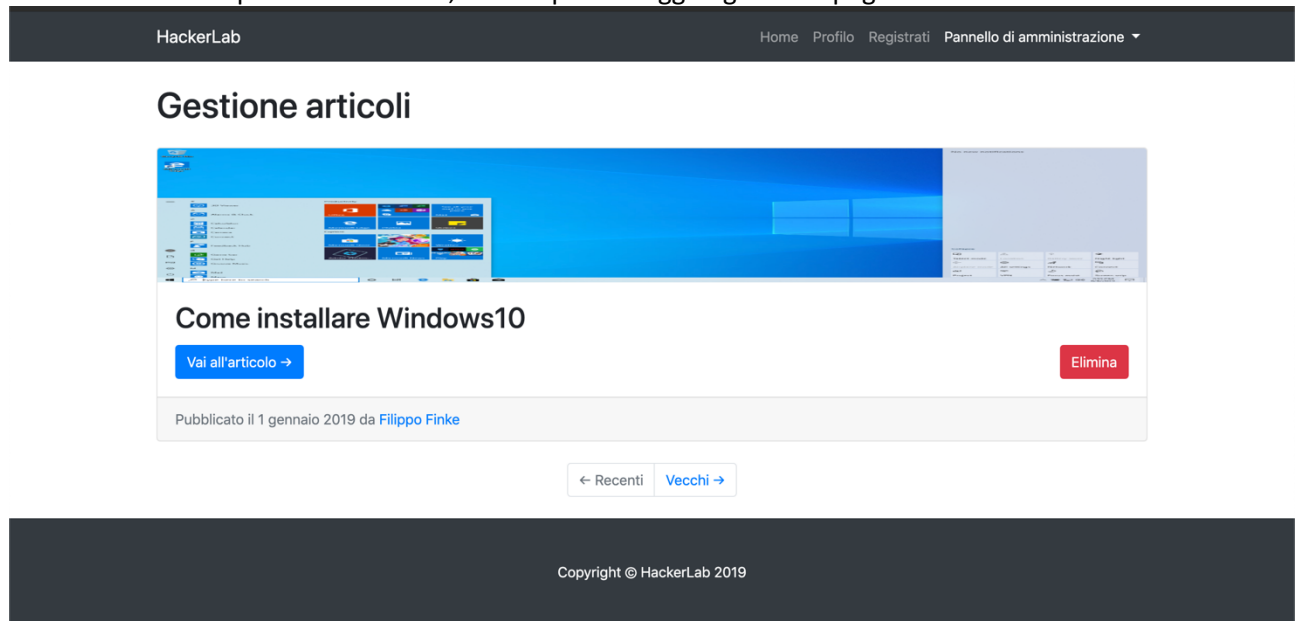 HackerLab Home Profilo Registrati Pannello di amministrazione
Gestione articoli
Come installare Windows10
Vai all'articolo → Elimina
Pubblicato il 1 gennaio 2019 da Filippo Finke
← Recenti Vecchi →
Copyright © HackerLab 2019